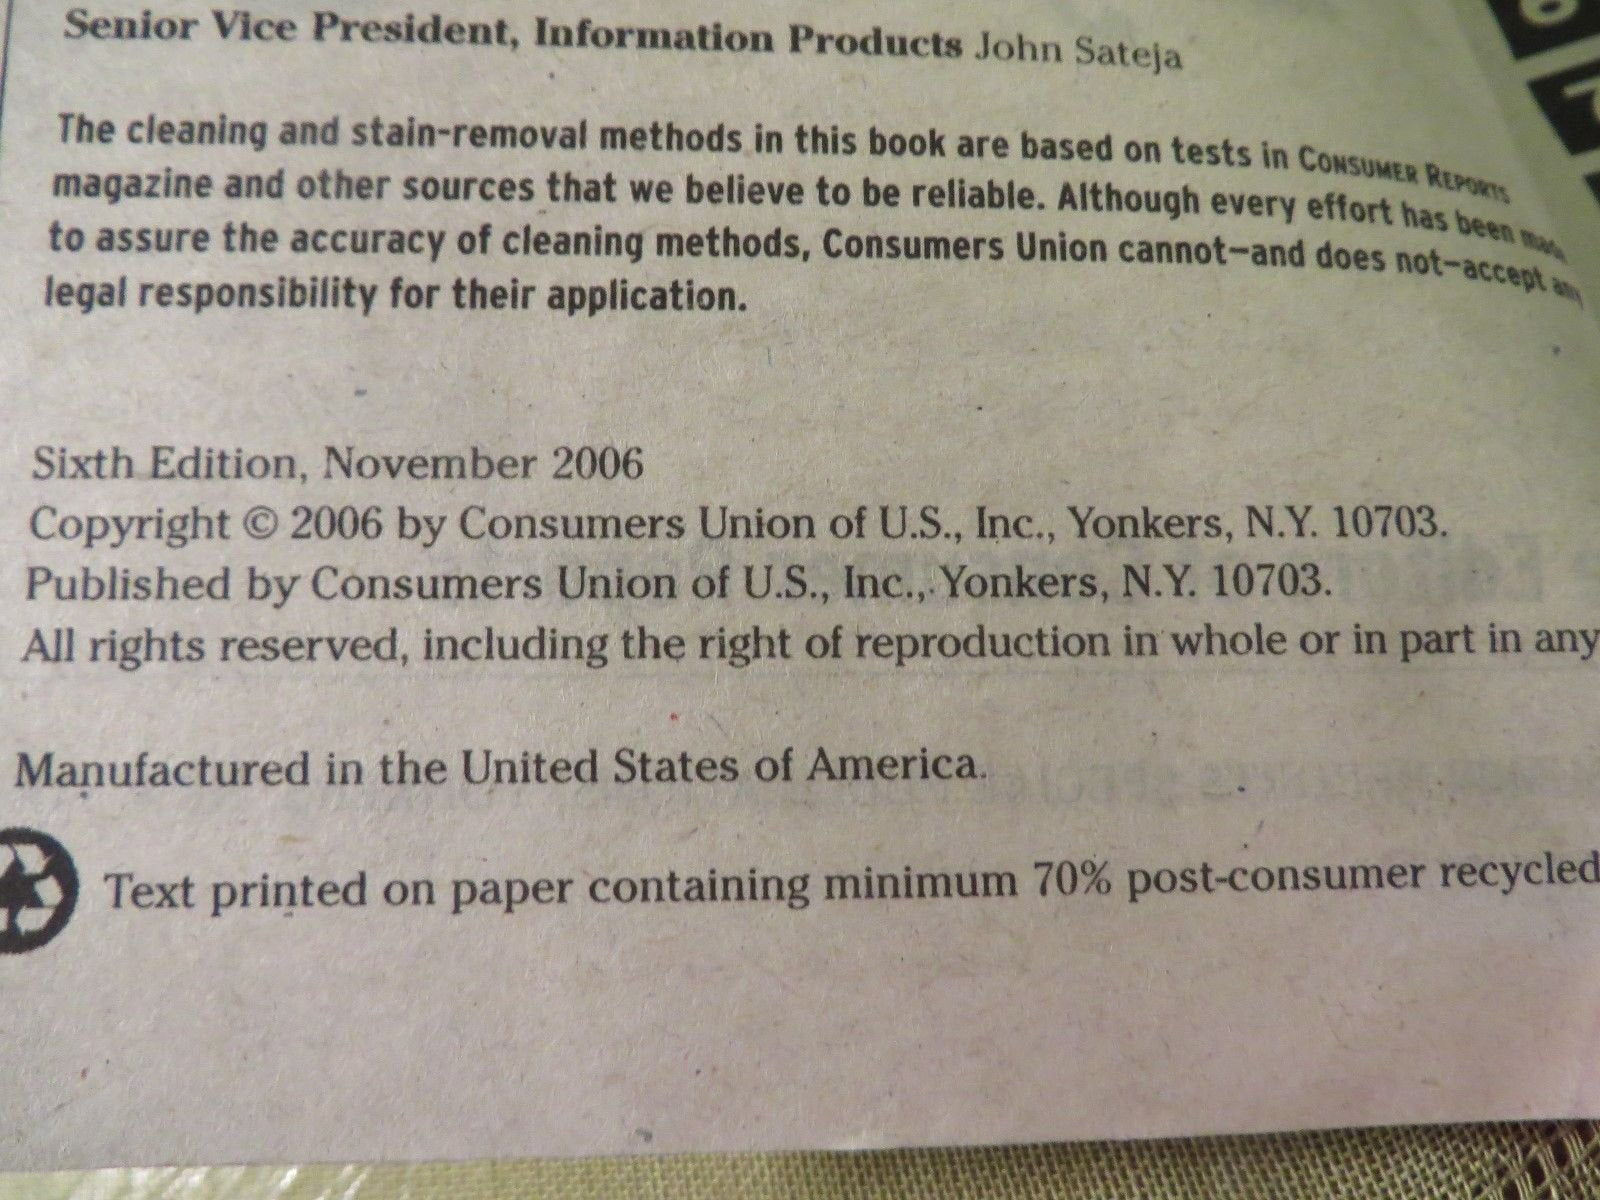 Senior Vice President, Information Products John Sateja
The cleaning and stain-removal methods in this book are based on tests in CONSUMER REPORTS
magazine and other sources that we believe to be reliable. Although every effort has been made
to assure the accuracy of cleaning methods, Consumers Union cannot—and does not—accept any
legal responsibility for their application.
Sixth Edition, November 2006
Copyright © 2006 by Consumers Union of U.S., Inc., Yonkers, N.Y. 10703.
Published by Consumers Union of U.S., Inc., Yonkers, N.Y. 10703.
All rights reserved, including the right of reproduction in whole or in part in any
Manufactured in the United States of America.
Text printed on paper containing minimum 70% post-consumer recycled